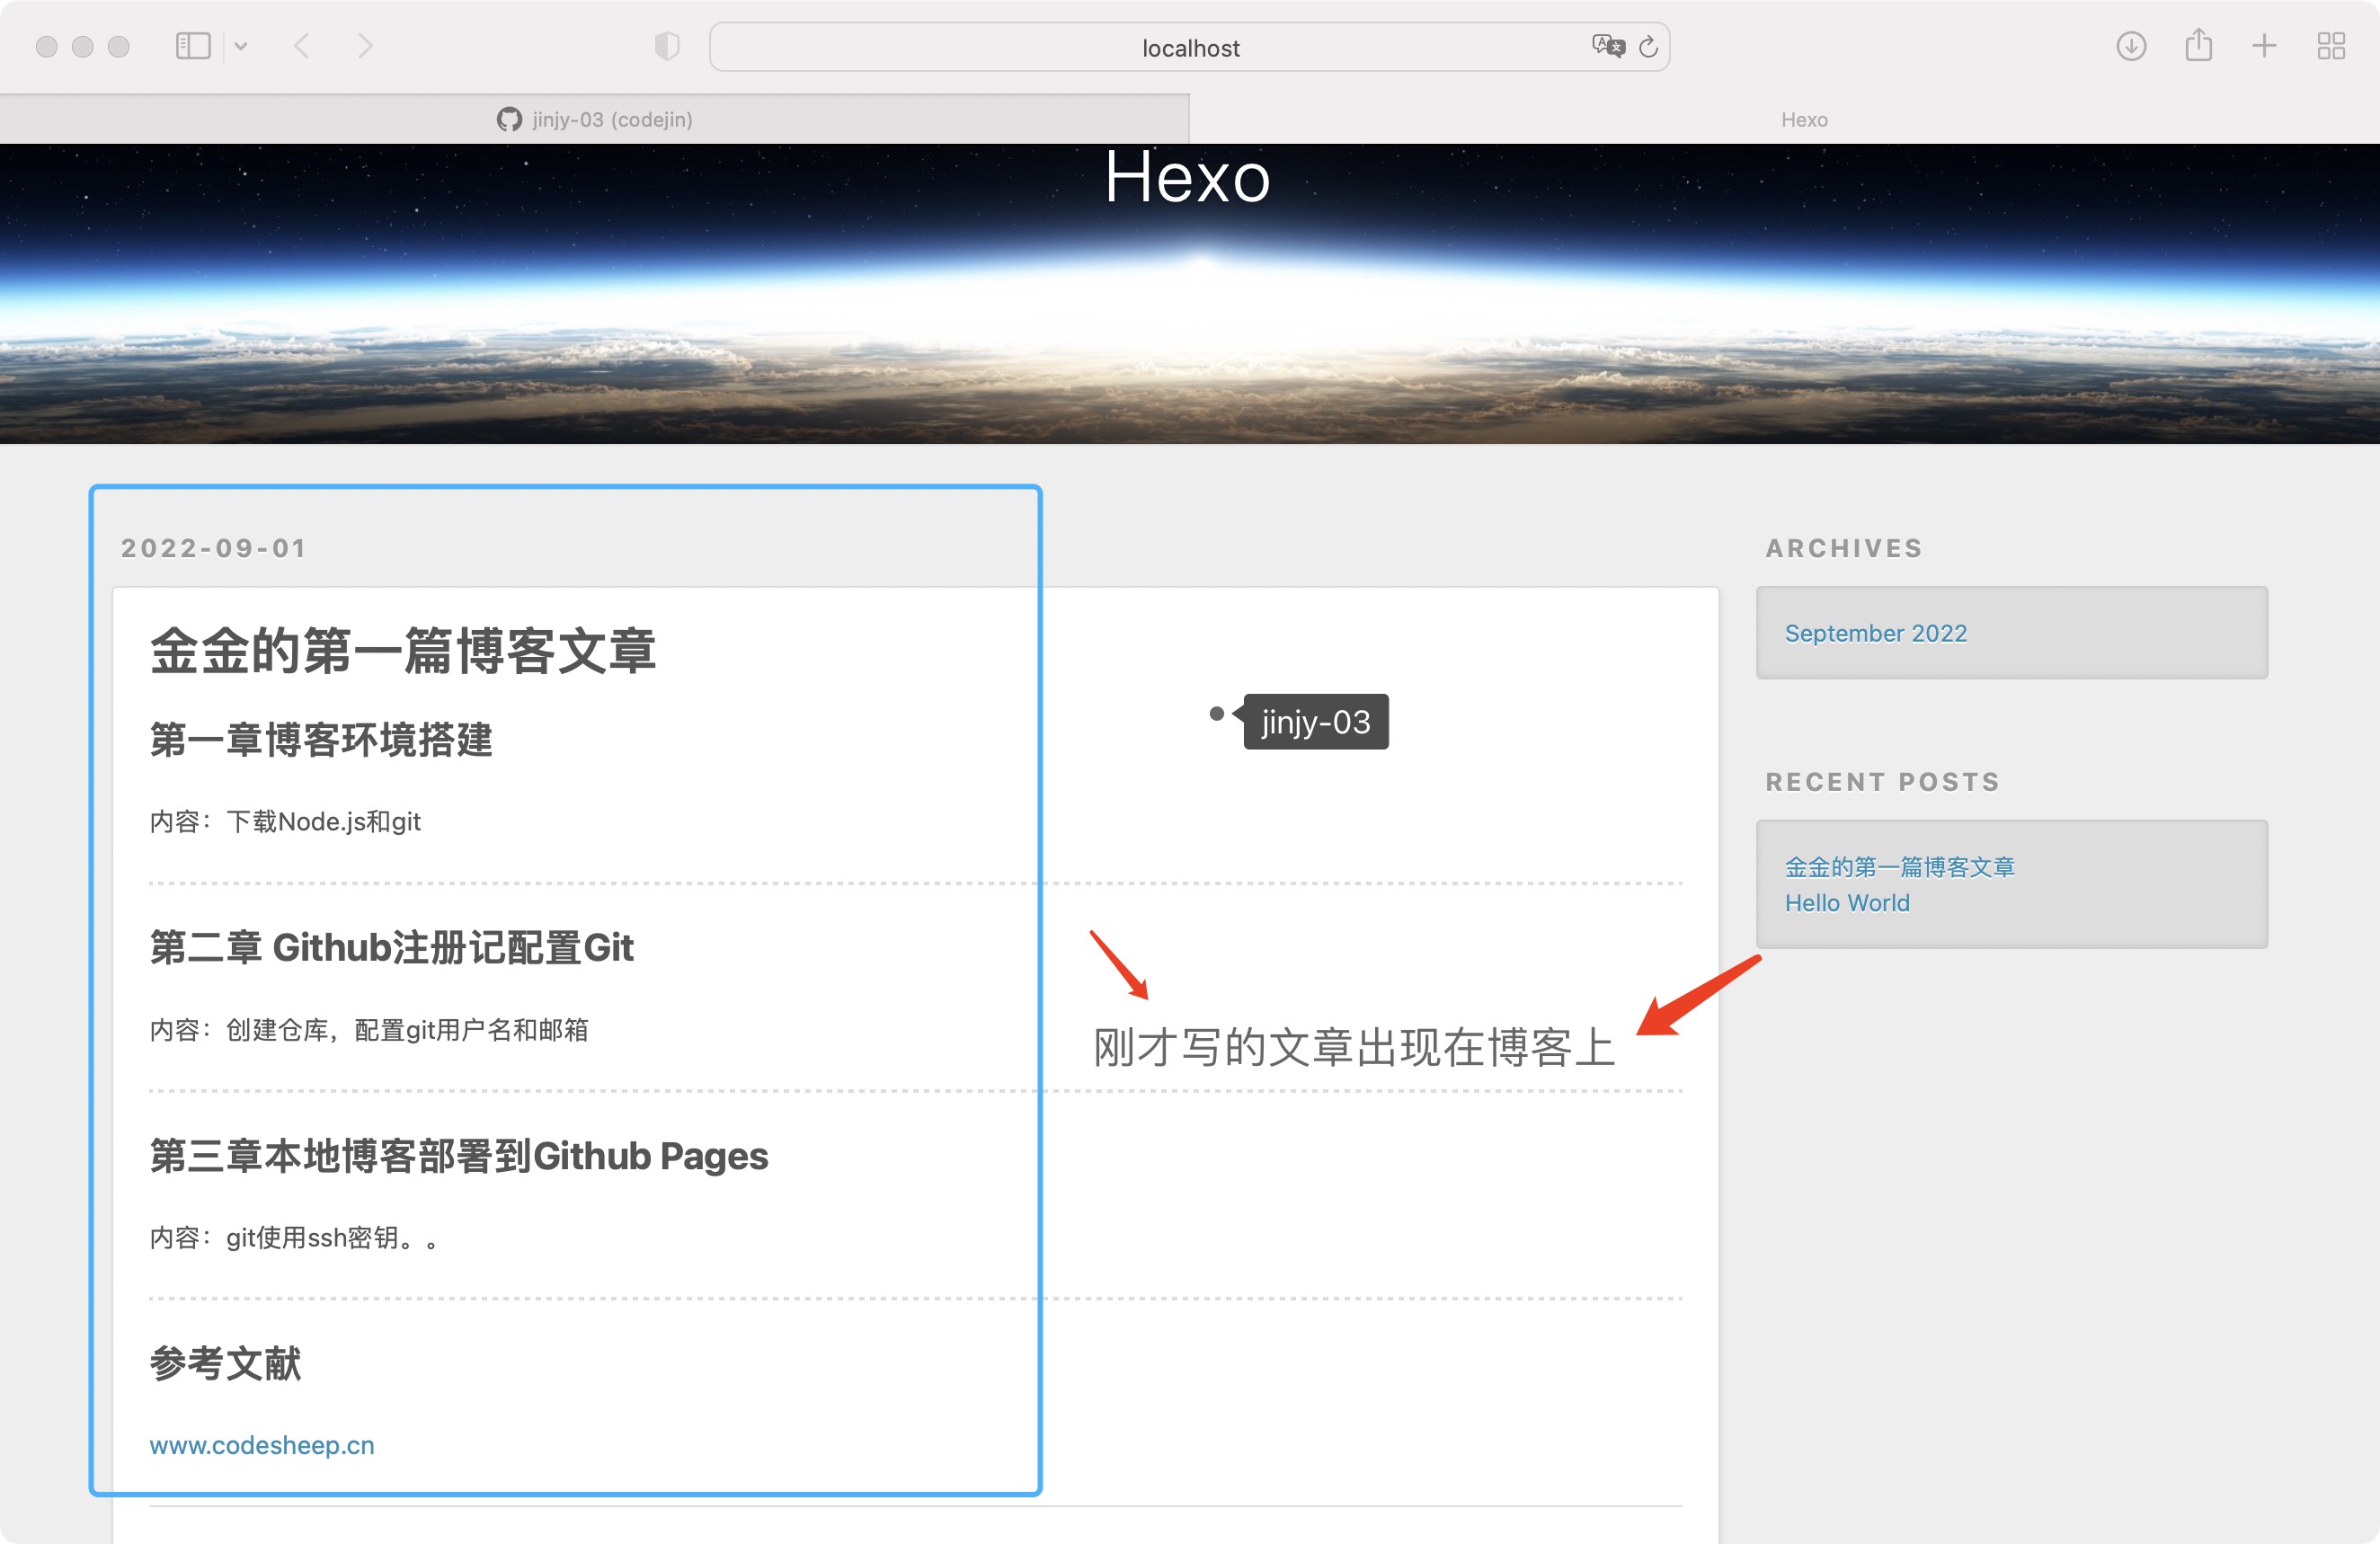 localhost
jinjy-03 (codejin)
Hexo
Hexo
2022-09-01
金金的第一篇博客文章
第一章博客环境搭建
内容：下载Node.js和git
第二章 Github注册记配置Git
内容：创建仓库，配置git用户名和邮箱
第三章本地博客部署到Github Pages
内容：git使用ssh密钥。。
参考文献
www.codesheep.cn
jinjy-03
刚才写的文章出现在博客上
ARCHIVES
September 2022
RECENT POSTS
金金的第一篇博客文章
Hello World